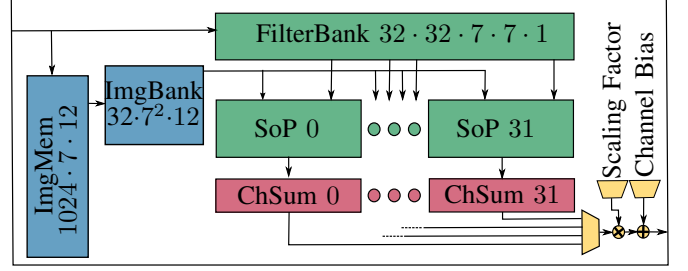 FilterBank 32 · 32 · 7 · 7 · 1
ImgBank
32·7²·12
ImgMem
1024 · 7 · 12
SoP 0
SoP 31
ChSum 0
ChSum 31
Scaling Factor
Channel Bias